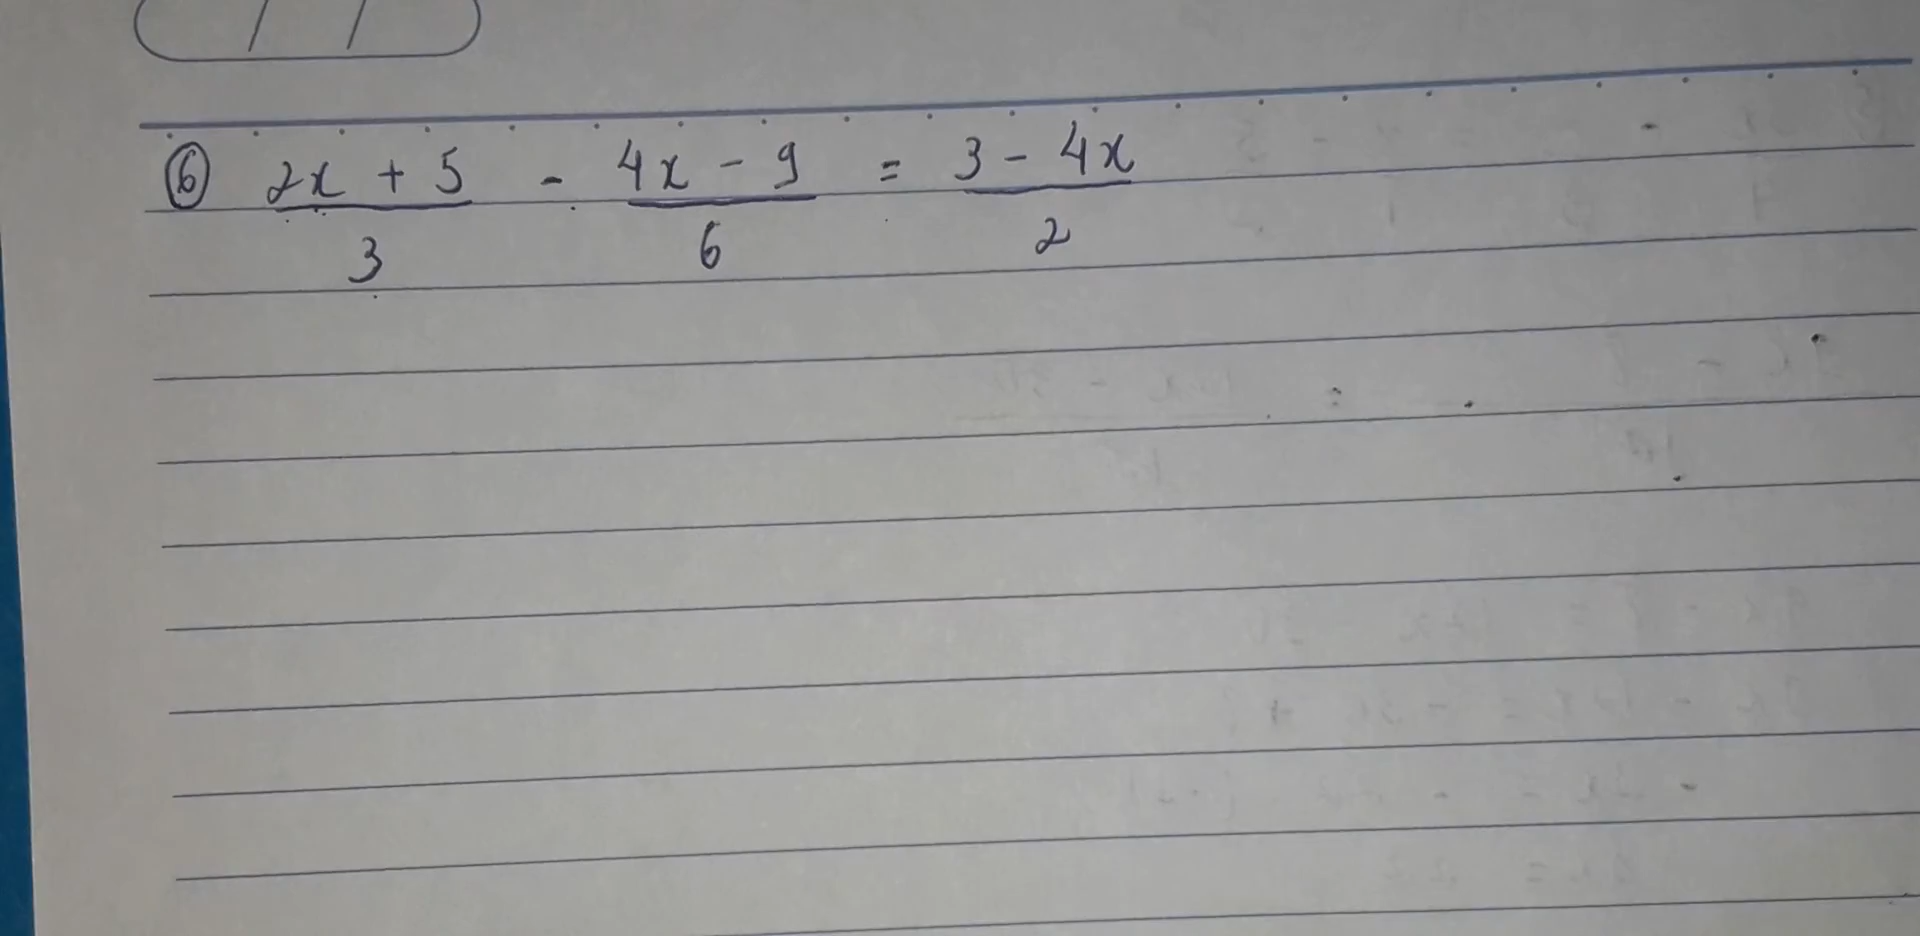 ⑥ 2x + 5 / 3 - 4x - 9 / 6 = 3 - 4x / 2